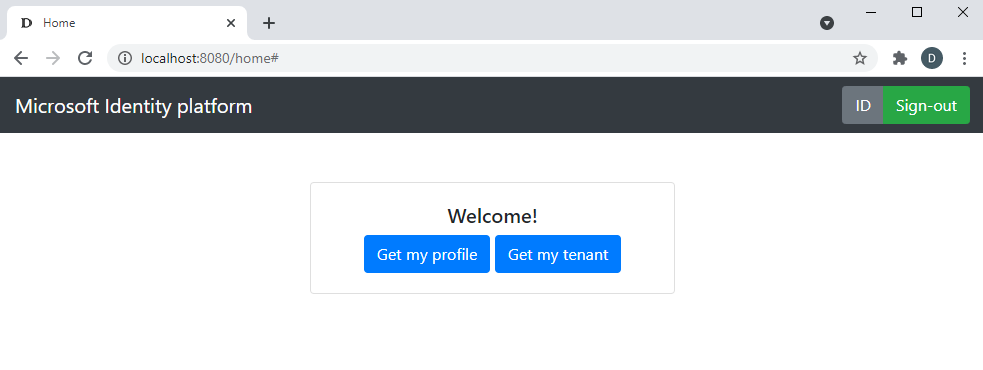 Home
localhost:8080/home#
D
Microsoft Identity platform
ID
Sign-out
Welcome!
Get my profile
Get my tenant